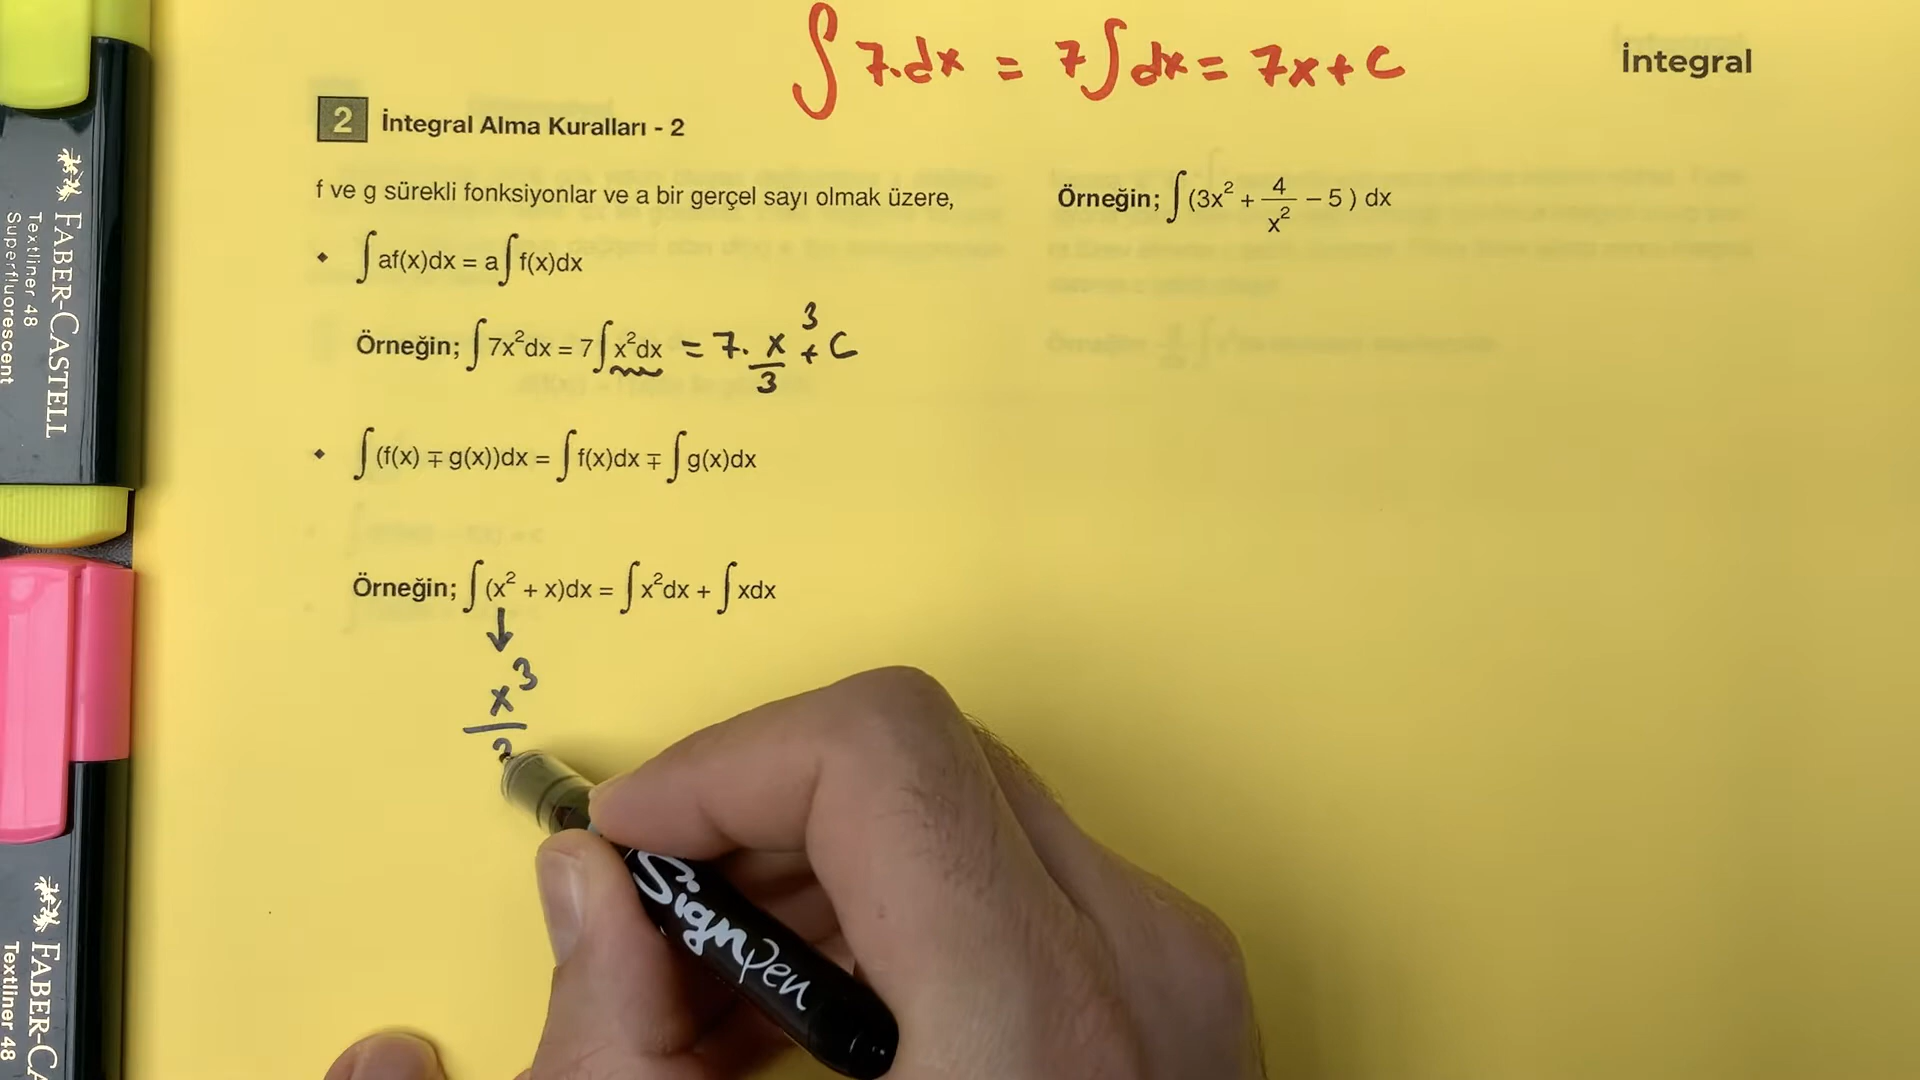 ∫ 7.dx = 7∫dx = 7x + C
İntegral
2 İntegral Alma Kuralları - 2
f ve g sürekli fonksiyonlar ve a bir gerçel sayı olmak üzere,
• ∫af(x)dx = a∫f(x)dx
Örneğin; ∫7x²dx = 7∫x²dx = 7. x³/3 + C
• ∫(f(x) ∓ g(x))dx = ∫f(x)dx ∓ ∫g(x)dx
Örneğin; ∫(x² + x)dx = ∫x²dx + ∫xdx
↓
x³
Örneğin; ∫(3x² + 4/x² − 5) dx
FABER-CASTELL
Textliner 48
Superfluorescent
FABER-CA
Textliner 48
Signpen